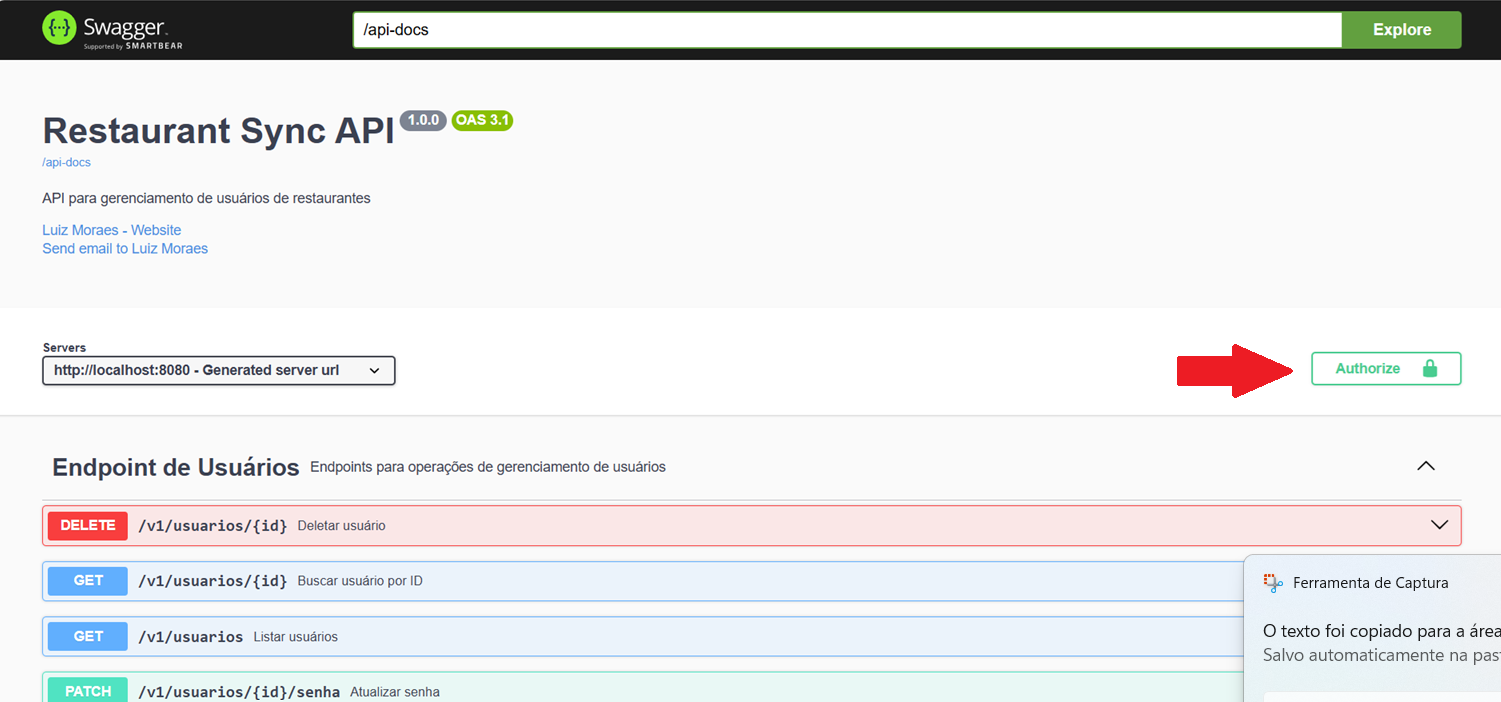 Swagger.
Supported by SMARTBEAR
/api-docs
Explore
Restaurant Sync API 1.0.0 OAS 3.1
/api-docs
API para gerenciamento de usuários de restaurantes
Luiz Moraes - Website
Send email to Luiz Moraes
Servers
http://localhost:8080 - Generated server url
Authorize
Endpoint de Usuários Endpoints para operações de gerenciamento de usuários
DELETE /v1/usuarios/{id} Deletar usuário
GET /v1/usuarios/{id} Buscar usuário por ID
GET /v1/usuarios Listar usuários
PATCH /v1/usuarios/{id}/senha Atualizar senha
Ferramenta de Captura
O texto foi copiado para a área
Salvo automaticamente na past